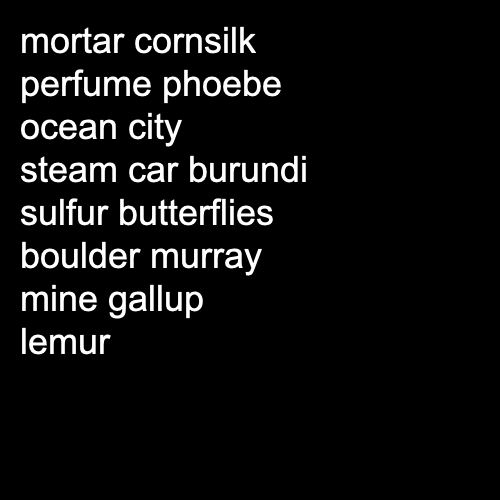 mortar cornsilk
perfume phoebe
ocean city
steam car burundi
sulfur butterflies
boulder murray
mine gallup
lemur